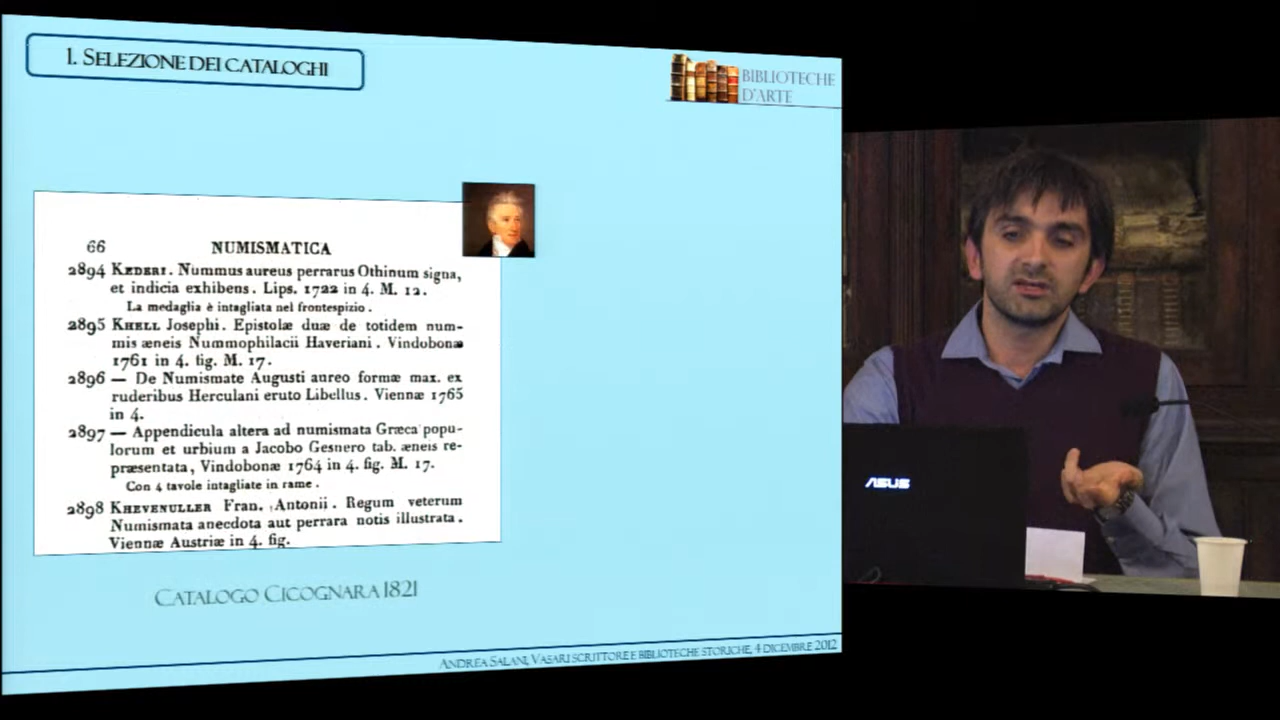 1. SELEZIONE DEI CATALOGHI
BIBLIOTECHE
D'ARTE
66 NUMISMATICA
2894 KEDERI. Nummus aureus perrarus Othinum signa,
et indicia exhibens. Lips. 1722 in 4. M. 12.
La medaglia è intagliata nel frontespizio.
2895 KHELL Josephi. Epistolæ duæ de totidem num-
mis æneis Nummophilacii Haveriani. Vindobonæ
1761 in 4. fig. M. 17.
2896 — De Numismate Augusti aureo formæ max. ex
ruderibus Herculani eruto Libellus. Viennæ 1765
in 4.
2897 — Appendicula altera ad numismata Græca popu-
lorum et urbium a Jacobo Gesnero tab. æneis re-
præsentata, Vindobonæ 1764 in 4. fig. M. 17.
Con 4 tavole intagliate in rame.
2898 KHEVENULLER Fran. Antonii. Regum veterum
Numismata anecdota aut perrara notis illustrata.
Viennæ Austriæ in 4. fig.
CATALOGO CICOGNARA 1821
ANDREA SALANI, VASARI SCRITTORE E BIBLIOTECHE STORICHE, 4 DICEMBRE 2012
ASUS